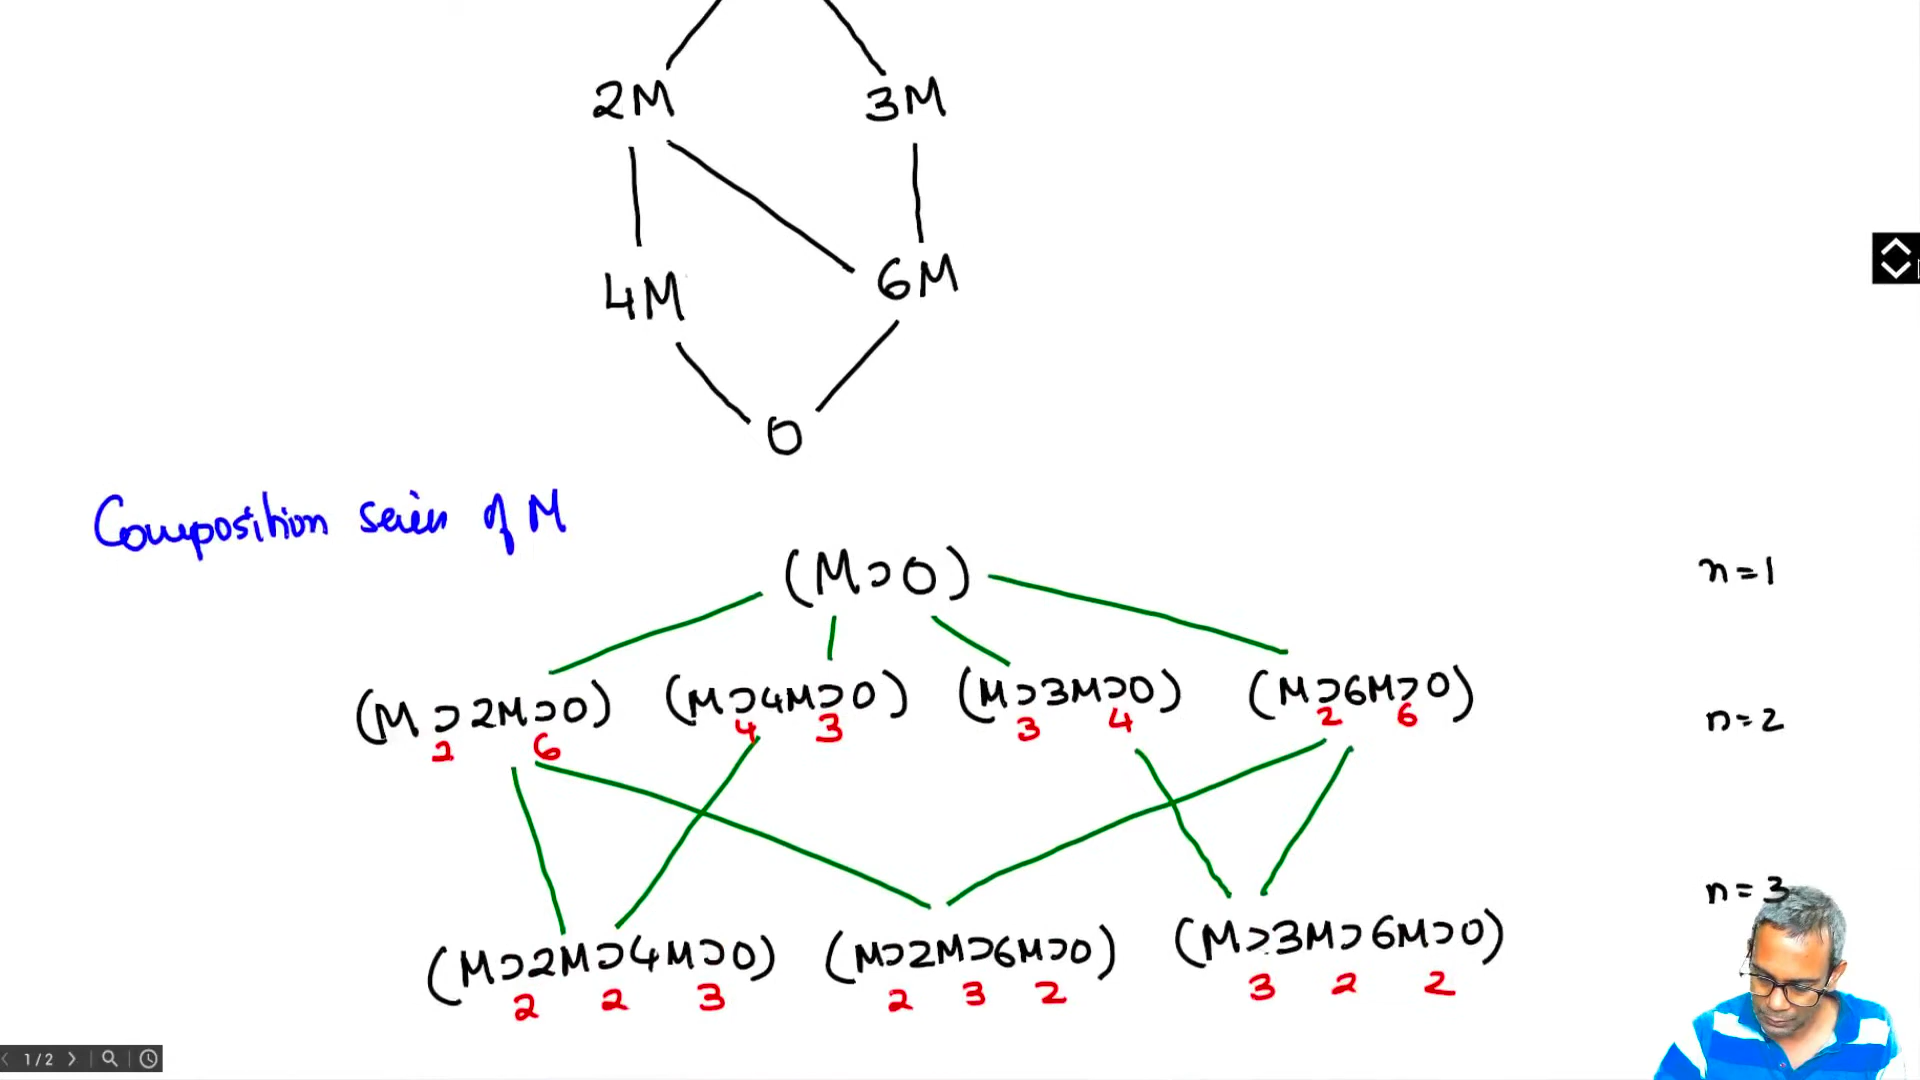 2M 3M
4M 6M
0
Composition series of M
(M⊃0) n=1
(M⊃2M⊃0) (M⊃4M⊃0) (M⊃3M⊃0) (M⊃6M⊃0) n=2
2 6 4 3 3 4 2 6
n=3
(M⊃2M⊃4M⊃0) (M⊃2M⊃6M⊃0) (M⊃3M⊃6M⊃0)
2 2 3 2 3 2 3 2 2
1/2